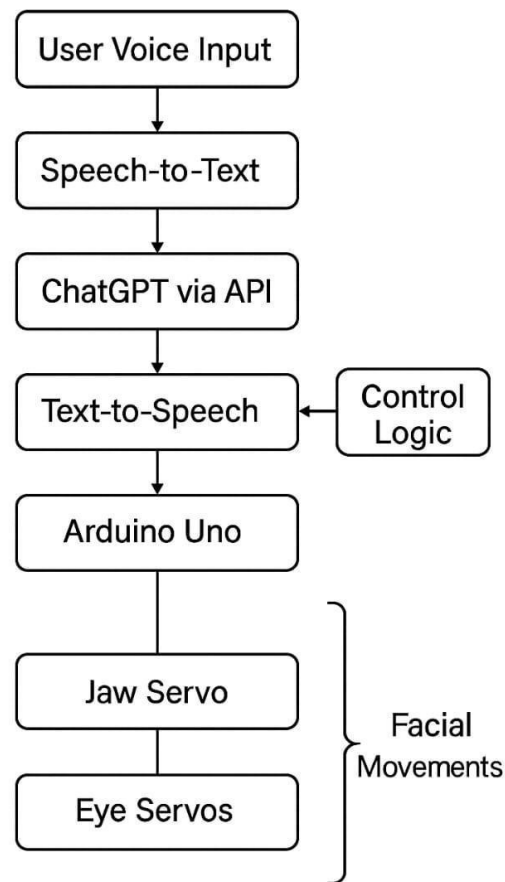 User Voice Input
Speech-to-Text
ChatGPT via API
Text-to-Speech
Control
Logic
Arduino Uno
Jaw Servo
Eye Servos
Facial
Movements